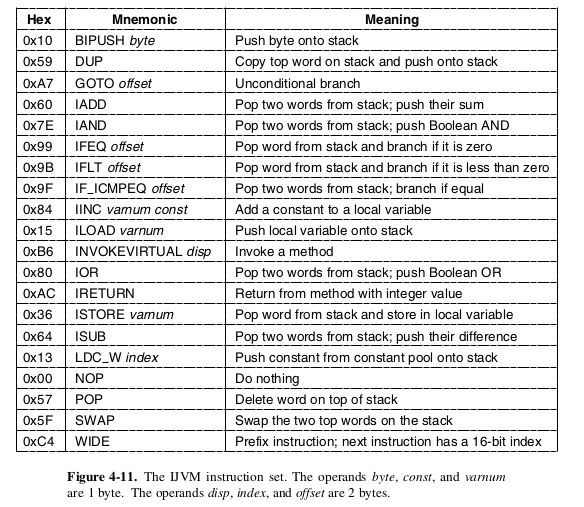 Hex Mnemonic Meaning
0x10 BIPUSH byte Push byte onto stack
0x59 DUP Copy top word on stack and push onto stack
0xA7 GOTO offset Unconditional branch
0x60 IADD Pop two words from stack; push their sum
0x7E IAND Pop two words from stack; push Boolean AND
0x99 IFEQ offset Pop word from stack and branch if it is zero
0x9B IFLT offset Pop word from stack and branch if it is less than zero
0x9F IF_ICMPEQ offset Pop two words from stack; branch if equal
0x84 IINC varnum const Add a constant to a local variable
0x15 ILOAD varnum Push local variable onto stack
0xB6 INVOKEVIRTUAL disp Invoke a method
0x80 IOR Pop two words from stack; push Boolean OR
0xAC IRETURN Return from method with integer value
0x36 ISTORE varnum Pop word from stack and store in local variable
0x64 ISUB Pop two words from stack; push their difference
0x13 LDC_W index Push constant from constant pool onto stack
0x00 NOP Do nothing
0x57 POP Delete word on top of stack
0x5F SWAP Swap the two top words on the stack
0xC4 WIDE Prefix instruction; next instruction has a 16-bit index
Figure 4-11. The IJVM instruction set. The operands byte, const, and varnum
are 1 byte. The operands disp, index, and offset are 2 bytes.